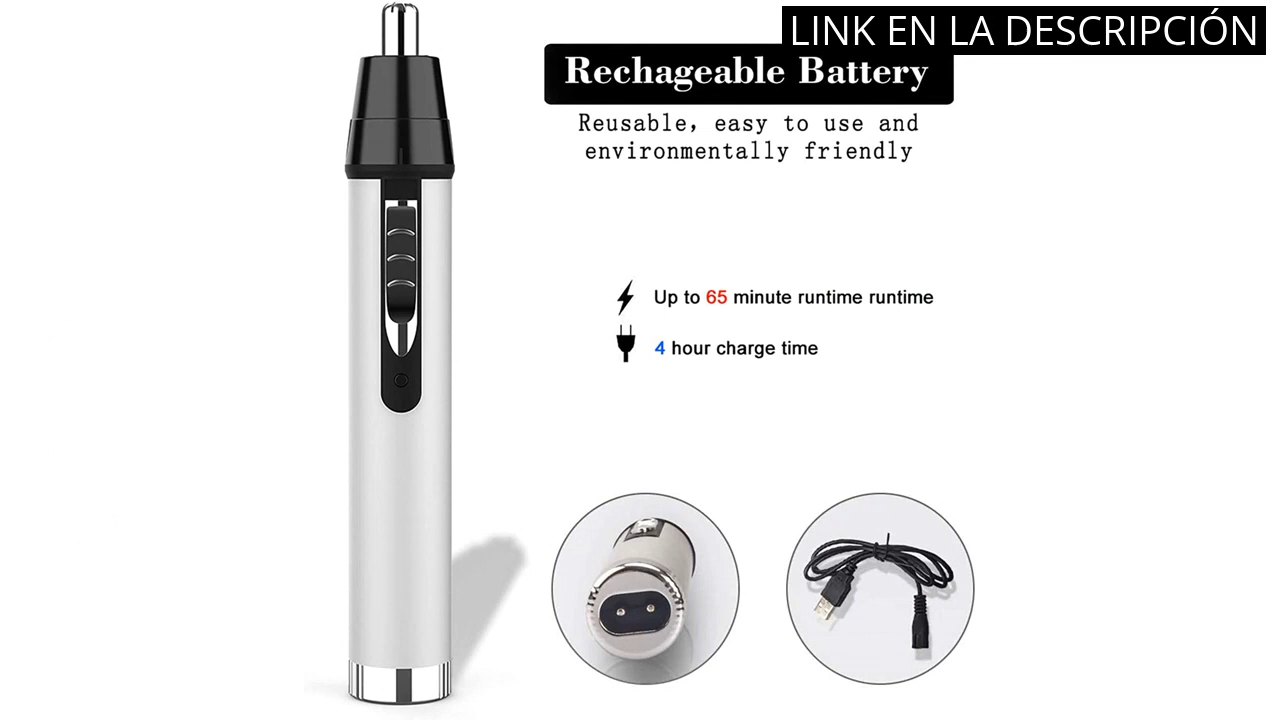 LINK EN LA DESCRIPCIÓN
Rechageable Battery
Reusable, easy to use and
environmentally friendly
Up to 65 minute runtime runtime
4 hour charge time